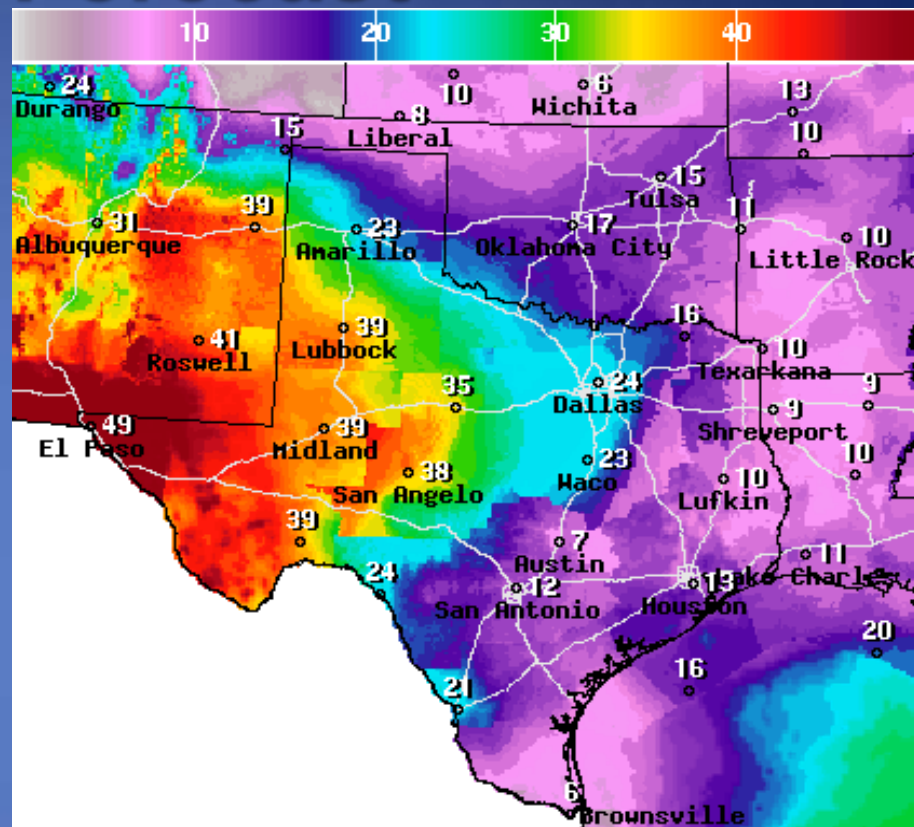 Forecast
10 20 30 40
24
Durango
10
6
Wichita
13
8
Liberal
15
10
15
Tulsa
31
Albuquerque
39
23
Amarillo
17
Oklahoma City
11
10
Little Rock
41
Roswell
39
Lubbock
16
10
Texarkana
35
24
Dallas
9
Shreveport
9
49
El Paso
39
Midland
38
San Angelo
23
Waco
10
Lufkin
10
39
7
Austin
11
Lake Charles
24
12
San Antonio
13
Houston
20
16
21
6
Brownsville